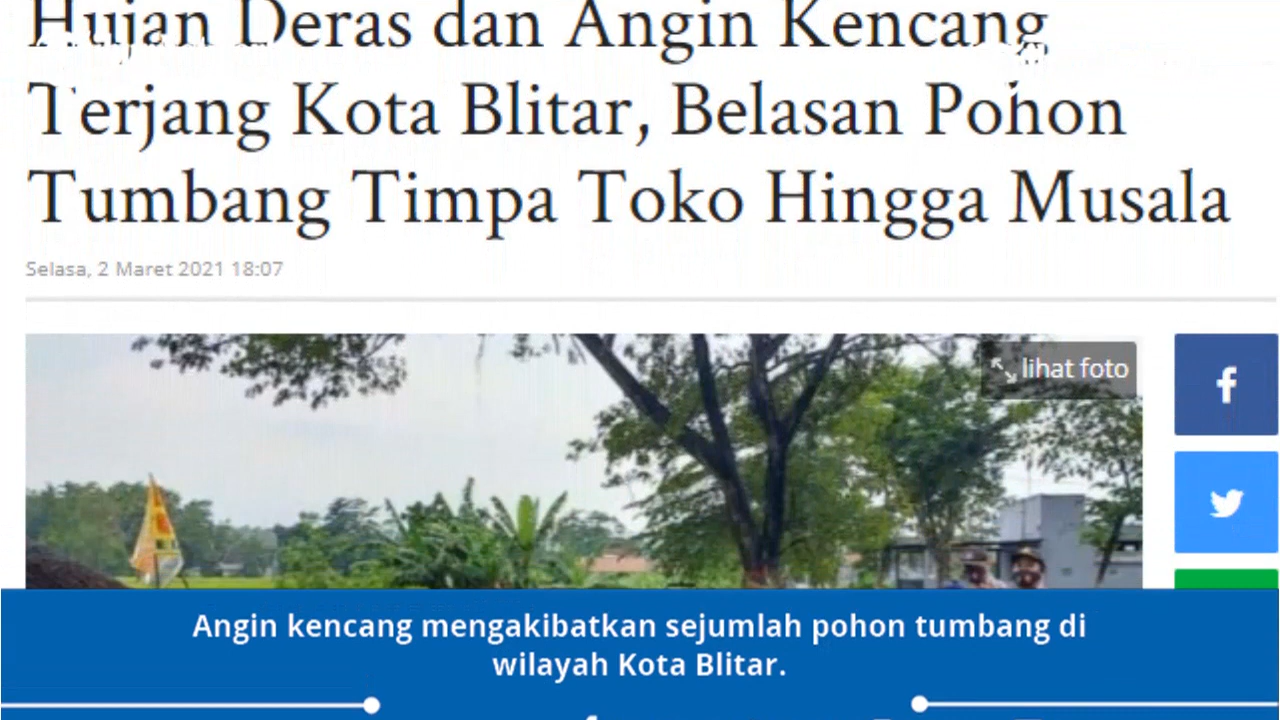 Hujan Deras dan Angin Kencang
Terjang Kota Blitar, Belasan Pohon
Tumbang Timpa Toko Hingga Musala
Selasa, 2 Maret 2021 18:07
lihat foto
Angin kencang mengakibatkan sejumlah pohon tumbang di
wilayah Kota Blitar.